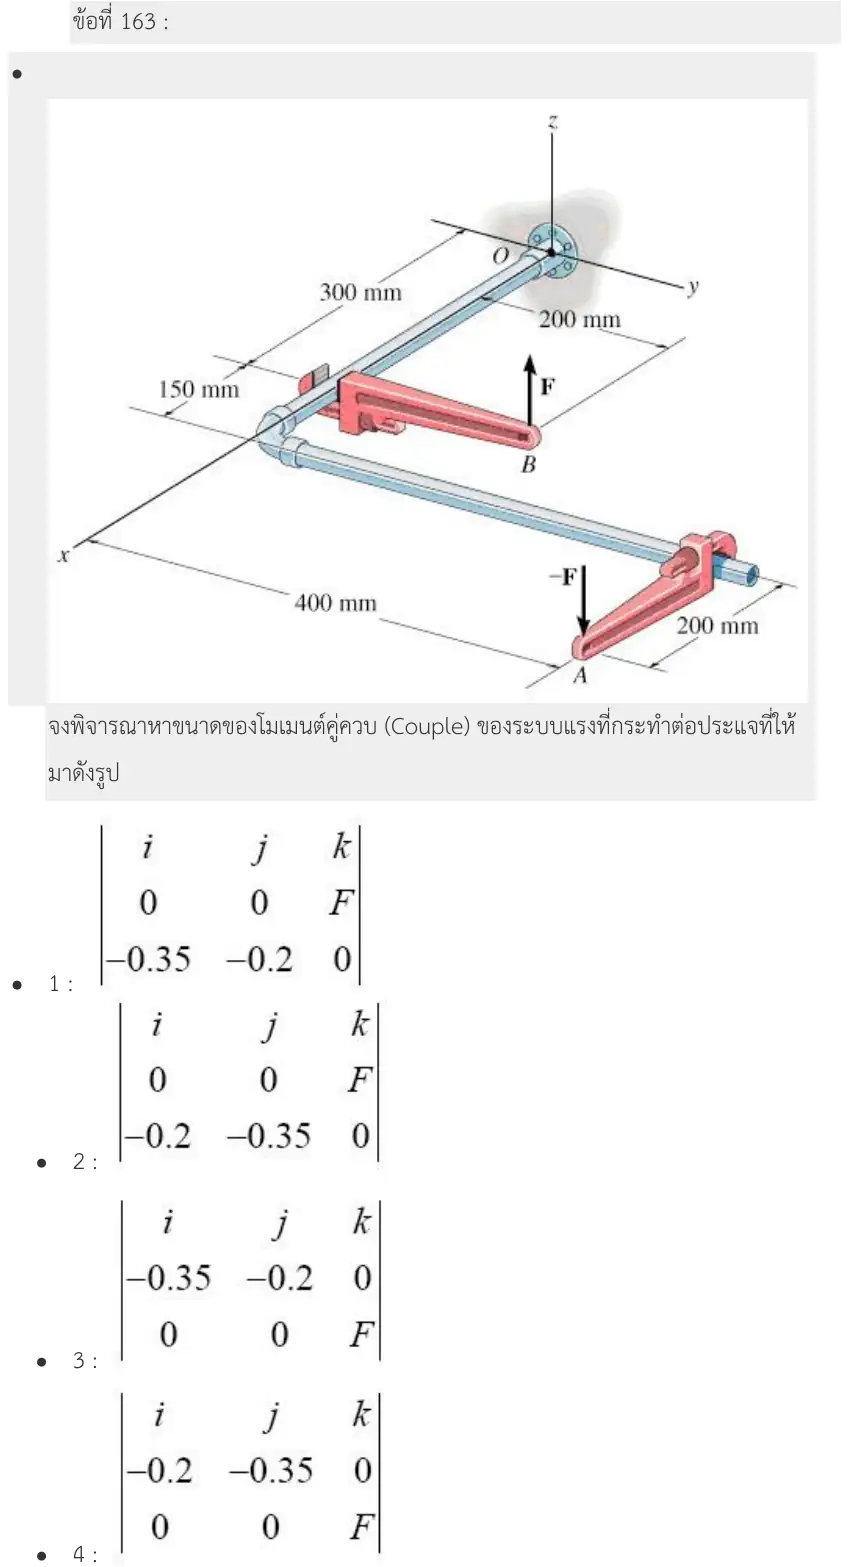 ข้อที่ 163 :
z
O
y
300 mm
200 mm
150 mm
F
B
x
-F
400 mm
200 mm
A
จงพิจารณาหาขนาดของโมเมนต์คู่ควบ (Couple) ของระบบแรงที่กระทำต่อประแจที่ให้
มาดังรูป
i j k
0 0 F
-0.35 -0.2 0
1 :
i j k
0 0 F
-0.2 -0.35 0
2 :
i j k
-0.35 -0.2 0
0 0 F
3 :
i j k
-0.2 -0.35 0
0 0 F
4 :